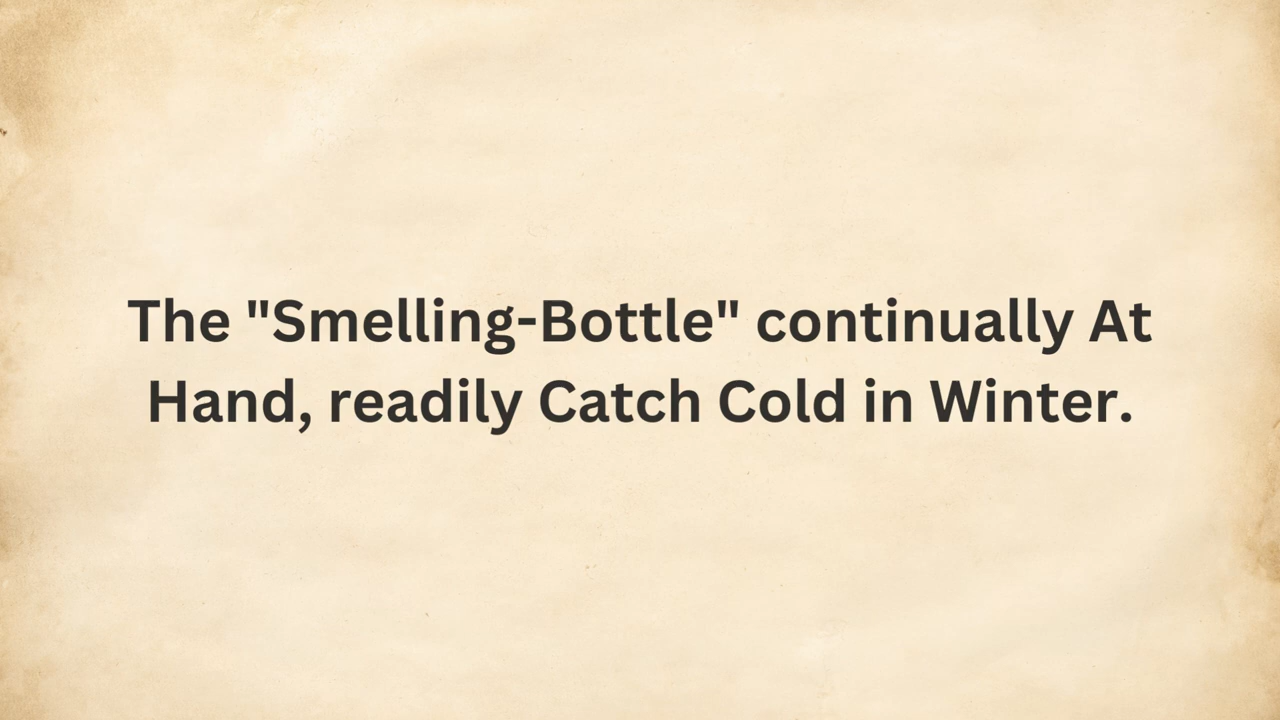 The "Smelling-Bottle" continually At
Hand, readily Catch Cold in Winter.